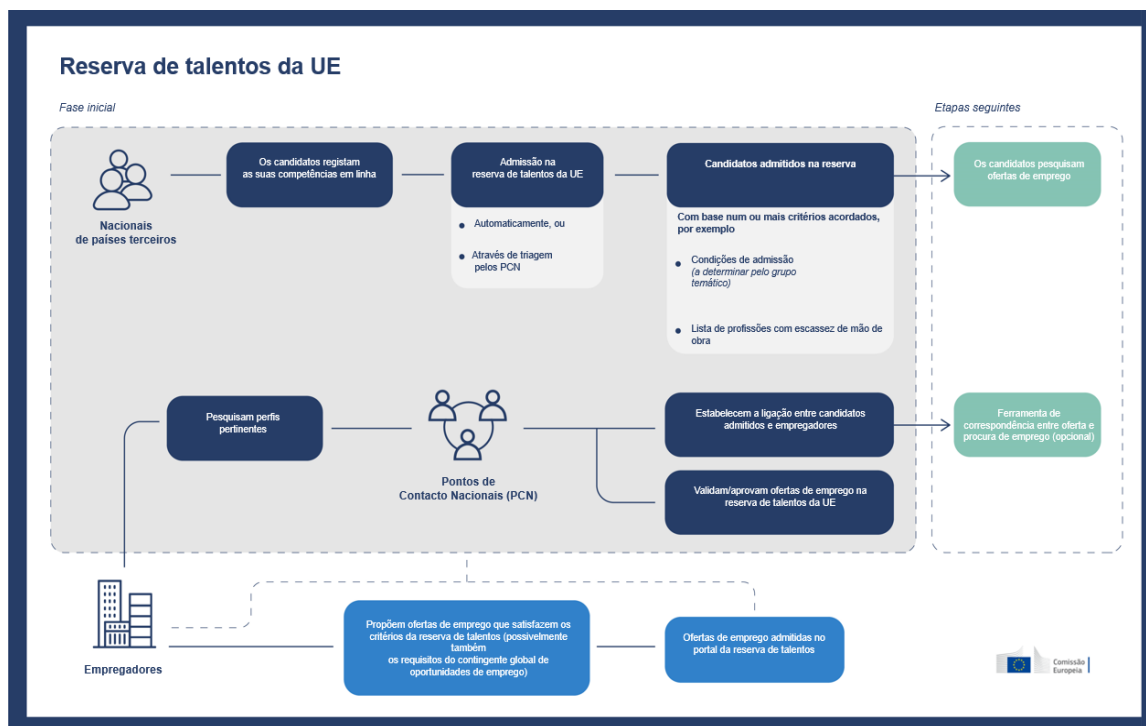 Reserva de talentos da UE
Fase inicial
Etapas seguintes
Nacionais
de países terceiros
Os candidatos registam
as suas competências em linha
Admissão na
reserva de talentos da UE
Automaticamente, ou
Através de triagem
pelos PCN
Candidatos admitidos na reserva
Com base num ou mais critérios acordados,
por exemplo
Condições de admissão
(a determinar pelo grupo
temático)
Lista de profissões com escassez de mão de
obra
Os candidatos pesquisam
ofertas de emprego
Pesquisam perfis
pertinentes
Pontos de
Contacto Nacionais (PCN)
Estabelecem a ligação entre candidatos
admitidos e empregadores
Validam/aprovam ofertas de emprego na
reserva de talentos da UE
Ferramenta de
correspondência entre oferta e
procura de emprego (opcional)
Empregadores
Propõem ofertas de emprego que satisfazem os
critérios da reserva de talentos (possivelmente
também
os requisitos do contingente global de
oportunidades de emprego)
Ofertas de emprego admitidas no
portal da reserva de talentos
Comissão
Europeia